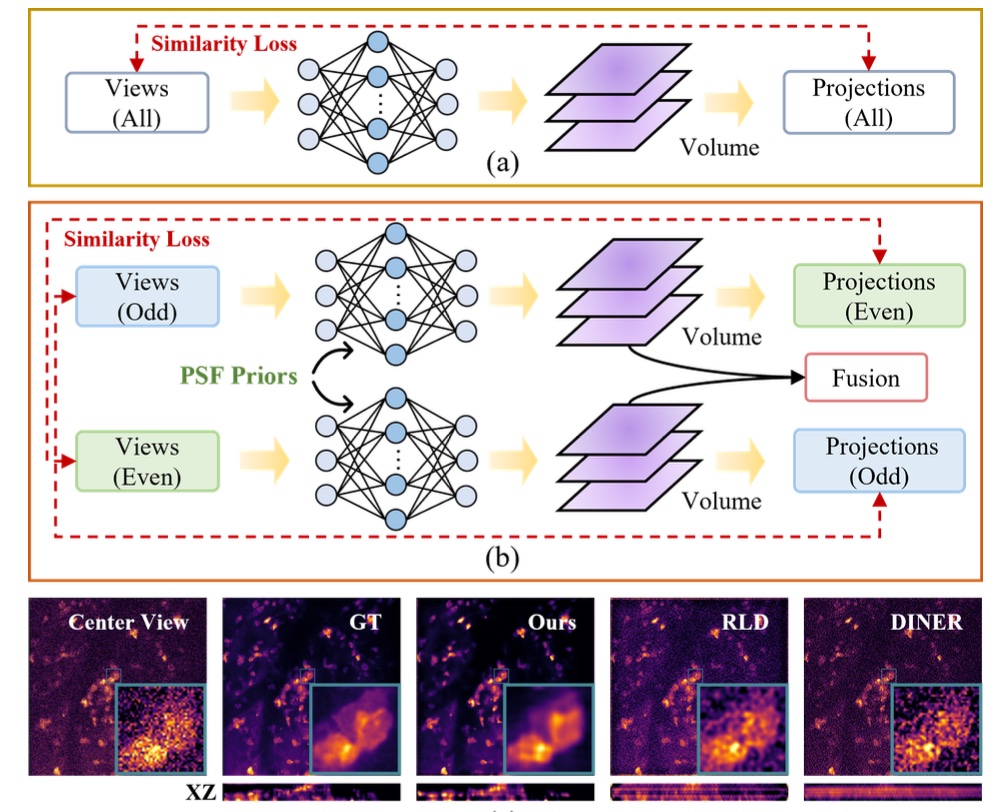 Similarity Loss
Views
(All)
Volume
Projections
(All)
(a)
Similarity Loss
Views
(Odd)
Volume
Projections
(Even)
PSF Priors
Fusion
Views
(Even)
Volume
Projections
(Odd)
(b)
Center View
GT
Ours
RLD
DINER
XZ